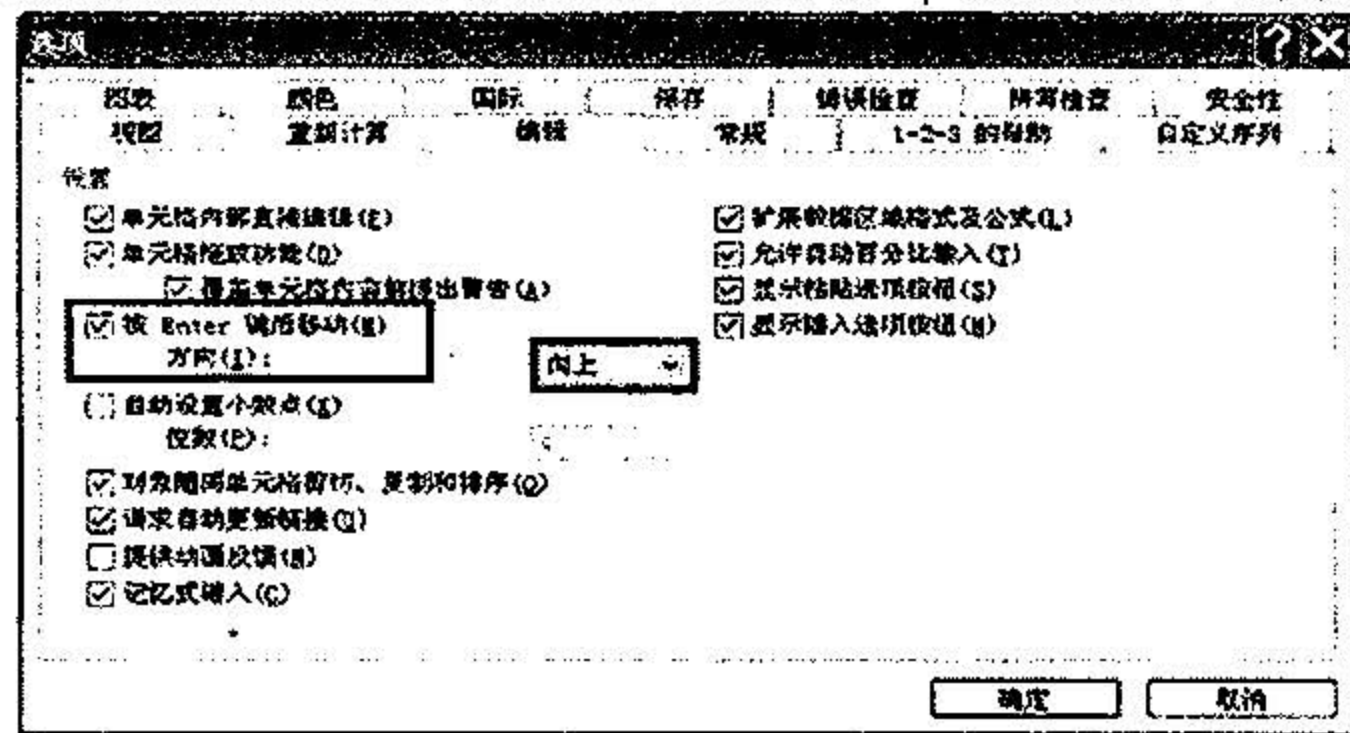 选项
图表 颜色 国际 保存 错误检查 拼写检查 安全性
视图 重新计算 编辑 常规 1-2-3 的帮助 自定义序列
设置
单元格内部直接编辑(E)
单元格拖放功能(D)
覆盖单元格内容前提出警告(A)
按 Enter 键后移动(M)
方向(I): 向上
自动设置小数点(X)
位数(P):
对象随同单元格剪切、复制和排序(O)
请求自动更新链接(U)
提供动画反馈(N)
记忆式键入(C)
扩展数据区域格式及公式(L)
允许自动百分比输入(T)
显示粘贴选项按钮(S)
显示插入选项按钮(N)
确定 取消